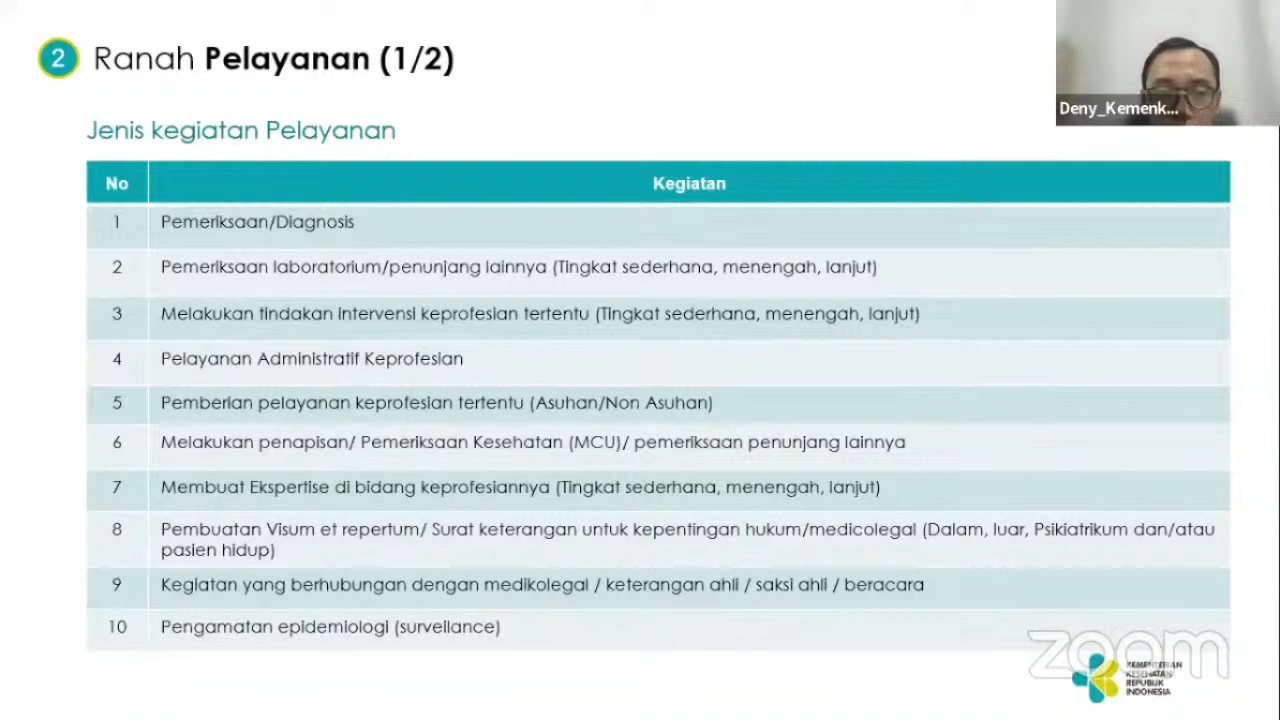 2 Ranah Pelayanan (1/2)
Deny_Kemenk...
Jenis kegiatan Pelayanan
No Kegiatan
1 Pemeriksaan/Diagnosis
2 Pemeriksaan laboratorium/penunjang lainnya (Tingkat sederhana, menengah, lanjut)
3 Melakukan tindakan intervensi keprofesian tertentu (Tingkat sederhana, menengah, lanjut)
4 Pelayanan Administratif Keprofesian
5 Pemberian pelayanan keprofesian tertentu (Asuhan/Non Asuhan)
6 Melakukan penapisan/ Pemeriksaan Kesehatan (MCU)/ pemeriksaan penunjang lainnya
7 Membuat Ekspertise di bidang keprofesiannya (Tingkat sederhana, menengah, lanjut)
8 Pembuatan Visum et repertum/ Surat keterangan untuk kepentingan hukum/medicolegal (Dalam, luar, Psikiatrikum dan/atau
pasien hidup)
9 Kegiatan yang berhubungan dengan medikolegal / keterangan ahli / saksi ahli / beracara
10 Pengamatan epidemiologi (surveilance)
zoom
KEMENTERIAN
KESEHATAN
REPUBLIK
INDONESIA